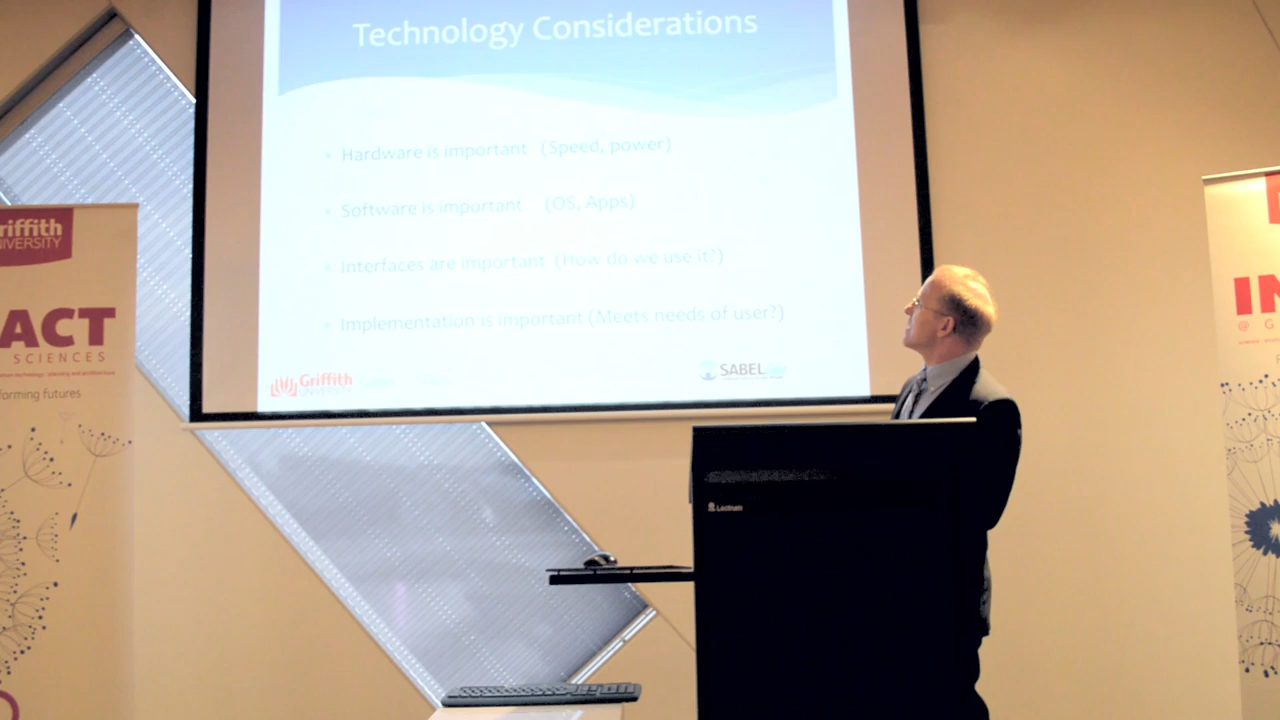 Technology Considerations
Hardware is important (Speed, power)
Software is important (OS, Apps)
Interfaces are important (How do we use it?)
Implementation is important (Meets needs of user?)
Griffith
UNIVERSITY
SABEL
riffith
NIVERSITY
ACT
SCIENCES
forming futures
Lectrum
IN
@ G